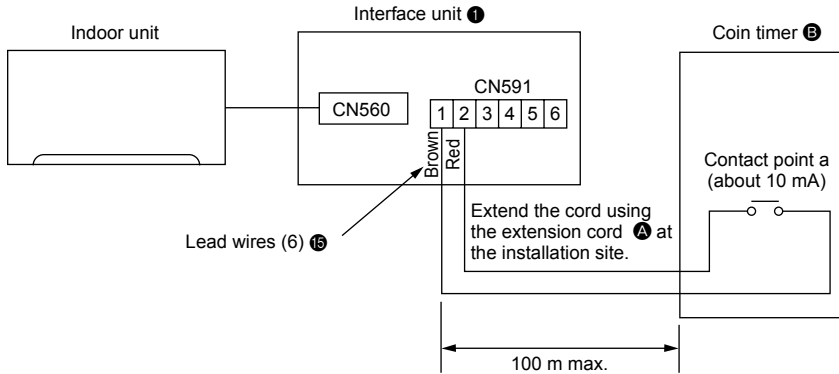 Interface unit ❶
Indoor unit
Coin timer Ⓑ
CN591
CN560
1 2 3 4 5 6
Brown
Red
Contact point a
(about 10 mA)
Extend the cord using
the extension cord Ⓐ at
the installation site.
Lead wires (6) ⓯
100 m max.